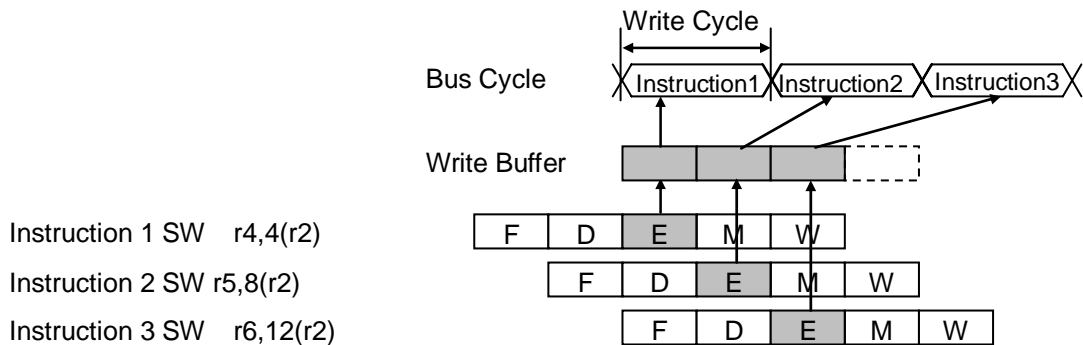 Write Cycle
Bus Cycle Instruction1 Instruction2 Instruction3
Write Buffer
Instruction 1 SW r4,4(r2) F D E M W
Instruction 2 SW r5,8(r2) F D E M W
Instruction 3 SW r6,12(r2) F D E M W